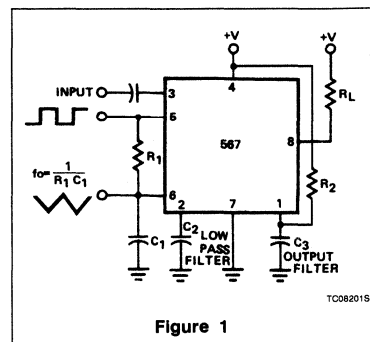 +V
+V
INPUT
3
4
RL
5
R1
567
8
R2
fo= 1
R1 C1
6
2
7
1
C1
C2
LOW
PASS
FILTER
C3
OUTPUT
FILTER
TC08201S
Figure 1